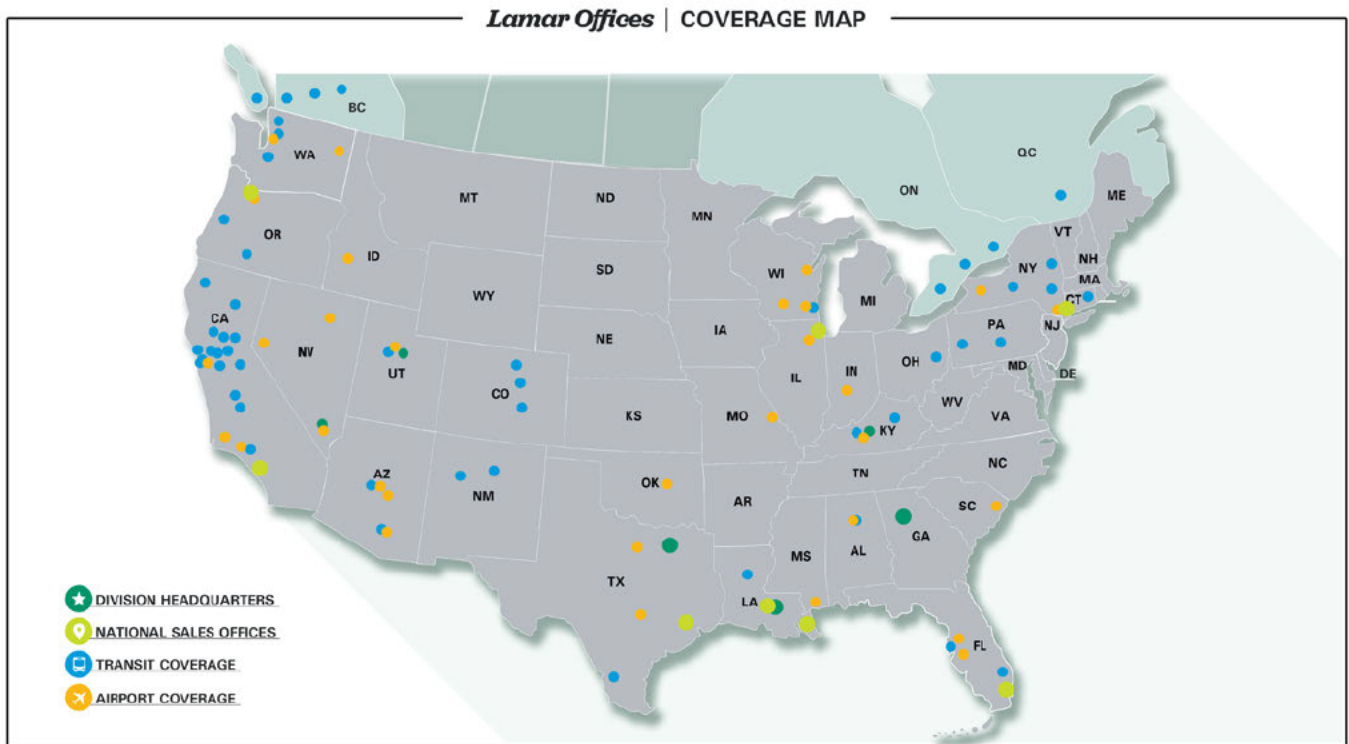 Lamar Offices | COVERAGE MAP
BC
WA
QC
ON
ME
MT
ND
MN
VT
OR
ID
NY
NH
WI
SD
MA
MI
CT
WY
CA
IA
PA
NJ
NE
NV
OH
UT
IL
IN
MD
DE
CO
WV
KS
MO
VA
KY
NC
AZ
TN
OK
NM
AR
SC
GA
AL
MS
TX
LA
FL
DIVISION HEADQUARTERS
NATIONAL SALES OFFICES
TRANSIT COVERAGE
AIRPORT COVERAGE